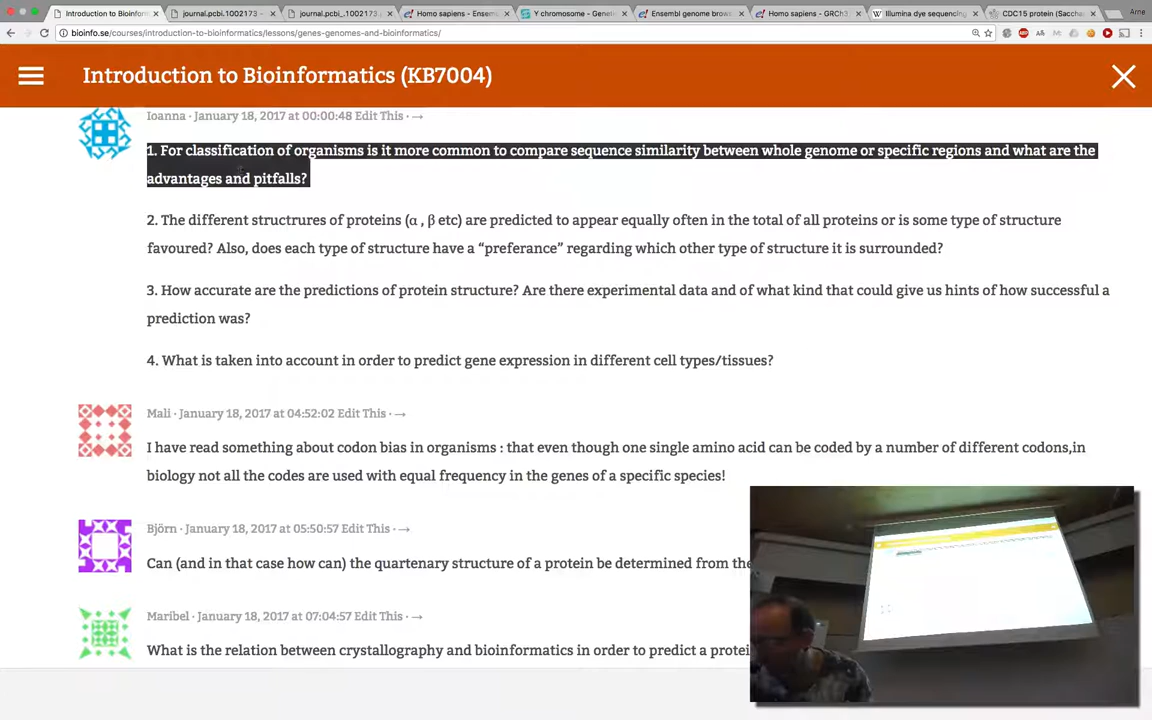 Introduction to Bioinform
journal.pcbi.1002173 –
journal.pcbi_.1002173.
Homo sapiens - Ensem
Y chromosome - Geneti
Ensembl genome brow
Homo sapiens - GRCh3
Illumina dye sequencing
CDC15 protein (Saccha
Arne
bioinfo.se/courses/introduction-to-bioinformatics/lessons/genes-genomes-and-bioinformatics/
Introduction to Bioinformatics (KB7004)
Ioanna · January 18, 2017 at 00:00:48 Edit This · →
1. For classification of organisms is it more common to compare sequence similarity between whole genome or specific regions and what are the
advantages and pitfalls?
2. The different structrures of proteins (α , β etc) are predicted to appear equally often in the total of all proteins or is some type of structure
favoured? Also, does each type of structure have a “preferance” regarding which other type of structure it is surrounded?
3. How accurate are the predictions of protein structure? Are there experimental data and of what kind that could give us hints of how successful a
prediction was?
4. What is taken into account in order to predict gene expression in different cell types/tissues?
Mali · January 18, 2017 at 04:52:02 Edit This · →
I have read something about codon bias in organisms : that even though one single amino acid can be coded by a number of different codons,in
biology not all the codes are used with equal frequency in the genes of a specific species!
Björn · January 18, 2017 at 05:50:57 Edit This · →
Can (and in that case how can) the quartenary structure of a protein be determined from the
Maribel · January 18, 2017 at 07:04:57 Edit This · →
What is the relation between crystallography and bioinformatics in order to predict a protei